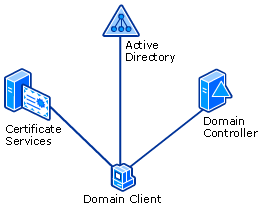 Active
Directory
Certificate
Services
Domain
Controller
Domain Client